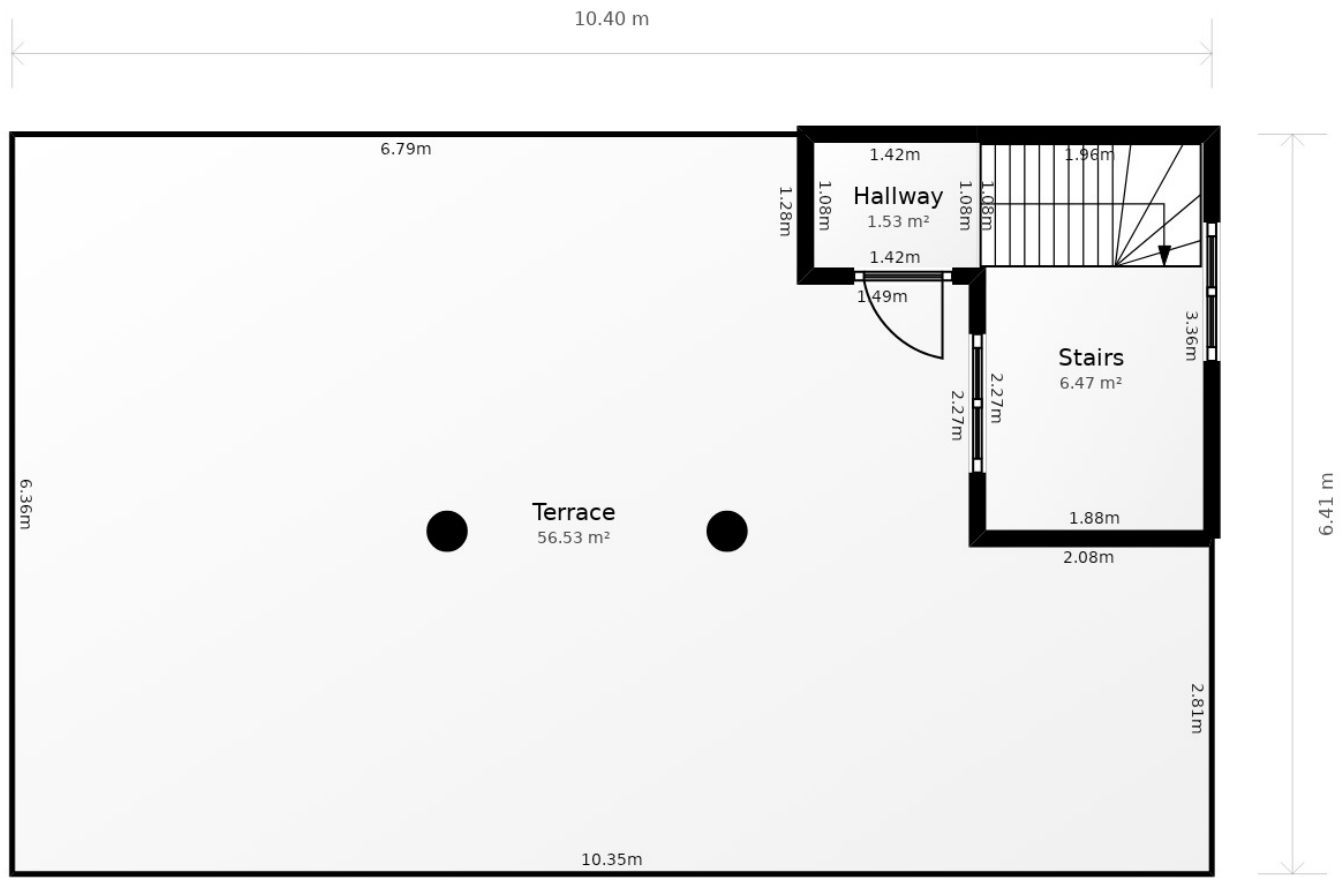 10.40 m
6.79m
1.42m
1.96m
1.28m
1.08m
Hallway
1.53 m²
1.08m
1.08m
1.42m
1.49m
3.36m
Stairs
6.47 m²
2.27m
2.27m
6.36m
Terrace
56.53 m²
1.88m
2.08m
6.41 m
2.81m
10.35m